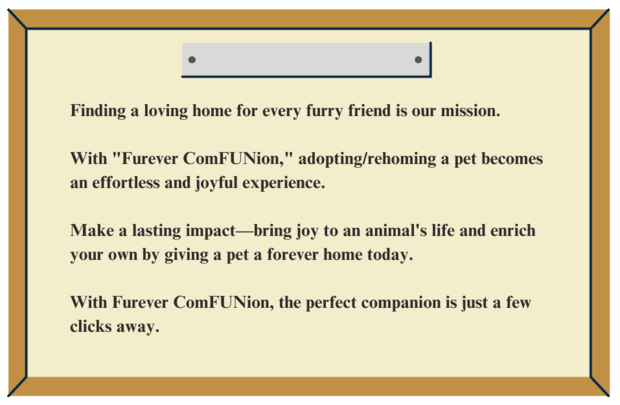 Finding a loving home for every furry friend is our mission.
With "Furever ComFUNion," adopting/rehoming a pet becomes
an effortless and joyful experience.
Make a lasting impact—bring joy to an animal's life and enrich
your own by giving a pet a forever home today.
With Furever ComFUNion, the perfect companion is just a few
clicks away.